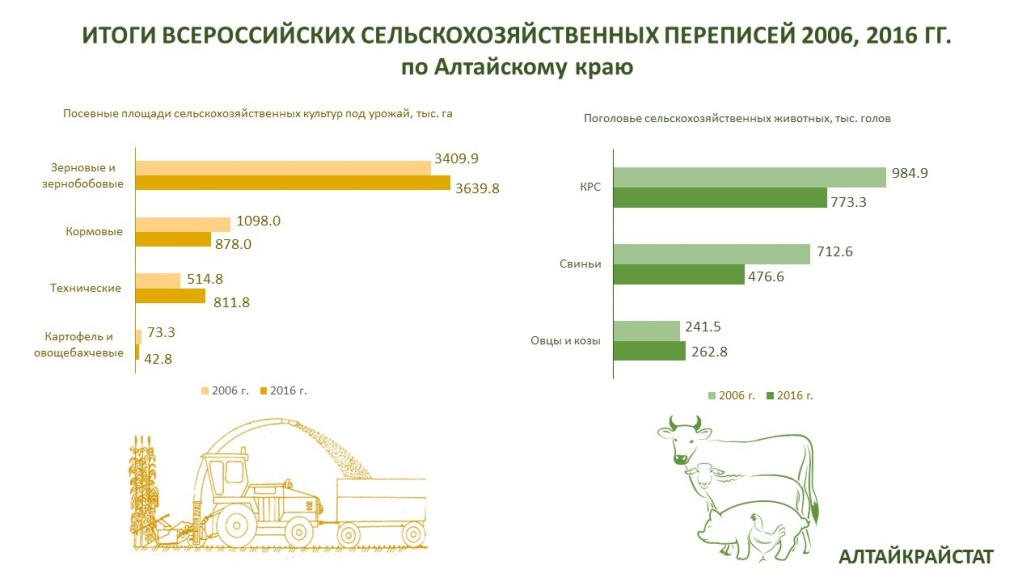 ИТОГИ ВСЕРОССИЙСКИХ СЕЛЬСКОХОЗЯЙСТВЕННЫХ ПЕРЕПИСЕЙ 2006, 2016 ГГ.
по Алтайскому краю
Посевные площади сельскохозяйственных культур под урожай, тыс. га
Зерновые и
зернобобовые
3409.9
3639.8
Кормовые
1098.0
878.0
Технические
514.8
811.8
Картофель и
овощебахчевые
73.3
42.8
2006 г. 2016 г.
Поголовье сельскохозяйственных животных, тыс. голов
КРС
984.9
773.3
Свиньи
712.6
476.6
Овцы и козы
241.5
262.8
2006 г. 2016 г.
АЛТАЙКРАЙСТАТ